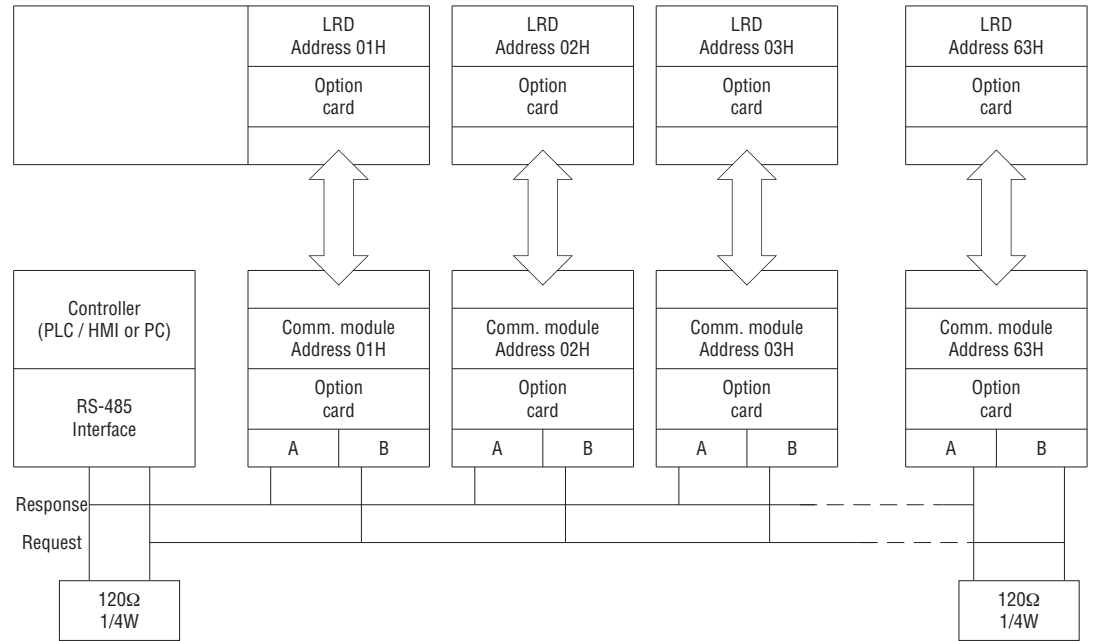 LRD
Address 01H
LRD
Address 02H
LRD
Address 03H
LRD
Address 63H
Option
card
Option
card
Option
card
Option
card
Controller
(PLC / HMI or PC)
Comm. module
Address 01H
Comm. module
Address 02H
Comm. module
Address 03H
Comm. module
Address 63H
RS-485
Interface
Option
card
Option
card
Option
card
Option
card
A
B
A
B
A
B
A
B
Response
Request
120Ω
1/4W
120Ω
1/4W